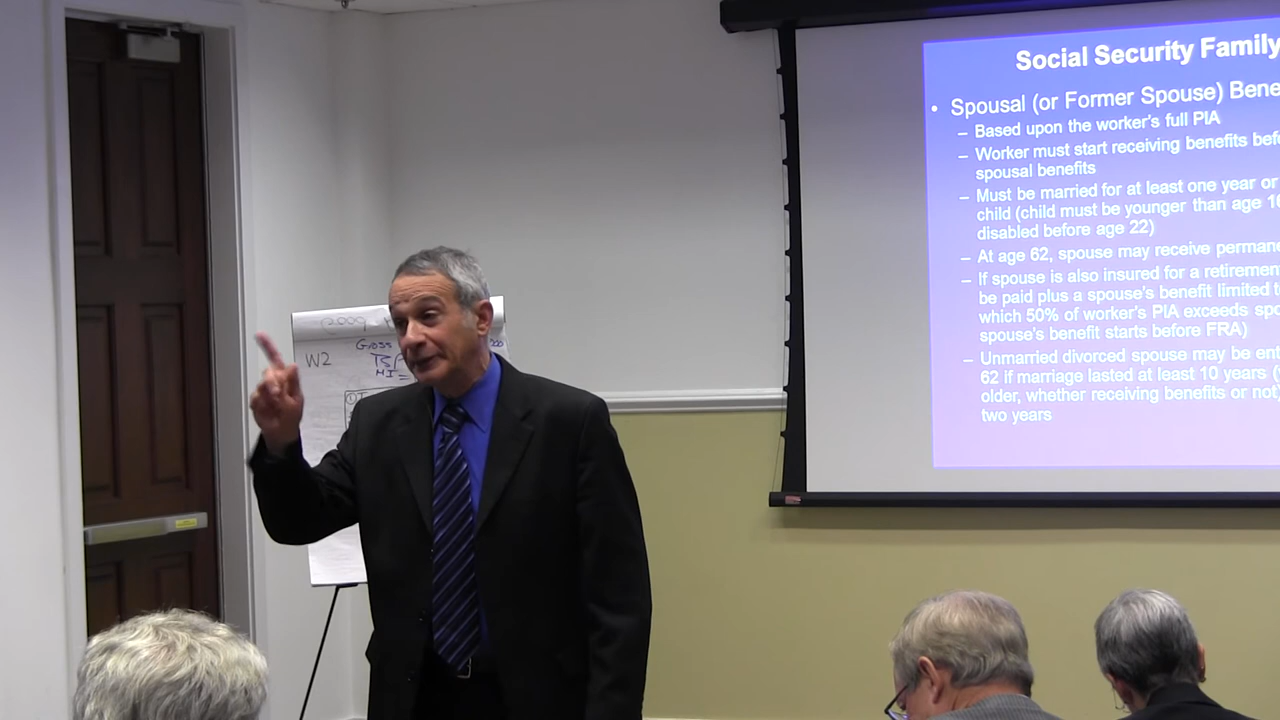 Social Security Family
• Spousal (or Former Spouse) Bene
– Based upon the worker's full PIA
– Worker must start receiving benefits befo
spousal benefits
– Must be married for at least one year or
child (child must be younger than age 16
disabled before age 22)
– At age 62, spouse may receive permane
– If spouse is also insured for a retiremen
be paid plus a spouse's benefit limited t
which 50% of worker's PIA exceeds spo
spouse's benefit starts before FRA)
– Unmarried divorced spouse may be ent
62 if marriage lasted at least 10 years (
older, whether receiving benefits or not)
two years
(2009
Gross
W2 TSP
HI =